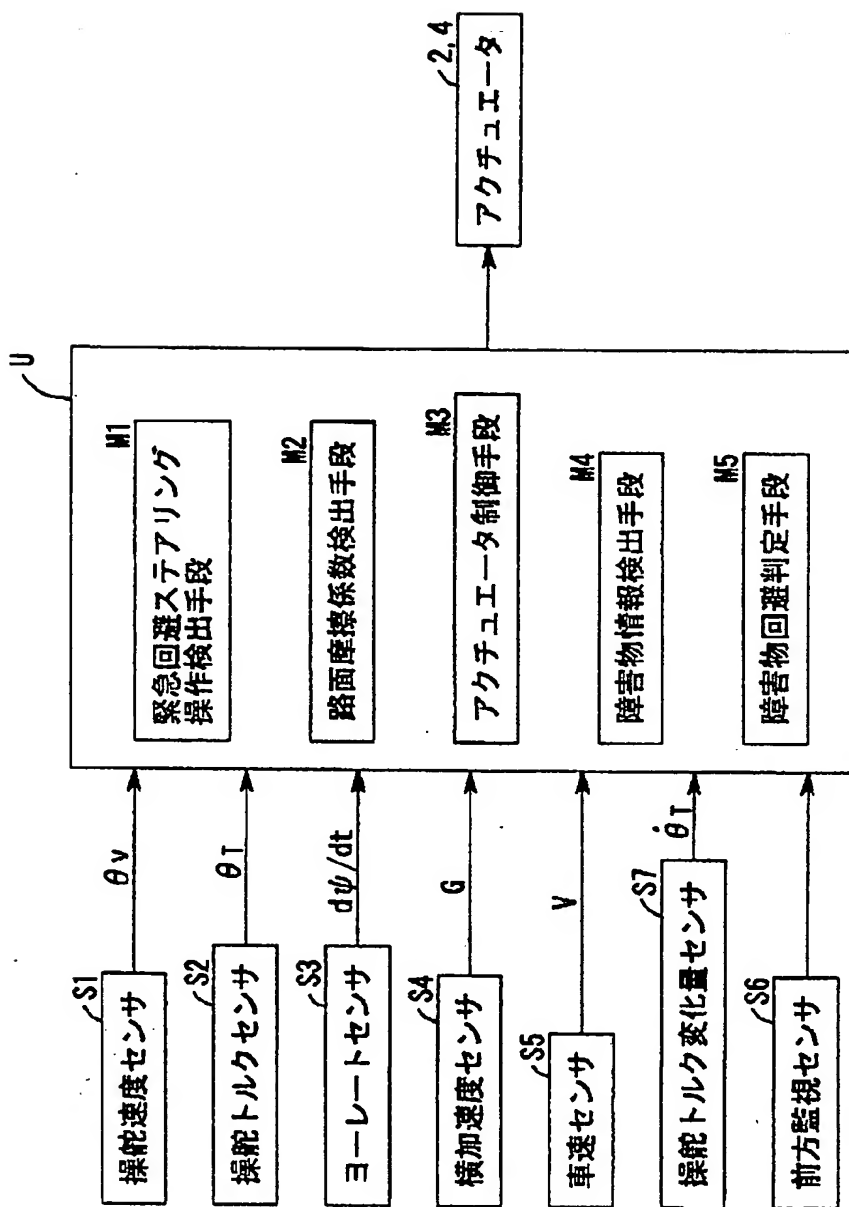 S1
操舵速度センサ
θv
S2
操舵トルクセンサ
θT
S3
ヨーレートセンサ
dψ/dt
S4
横加速度センサ
G
S5
車速センサ
V
S7
操舵トルク変化量センサ
θ̇T
S6
前方監視センサ
U
M1
緊急回避ステアリング
操作検出手段
M2
路面摩擦係数検出手段
M3
アクチュエータ制御手段
M4
障害物情報検出手段
M5
障害物回避判定手段
2,4
アクチュエータ